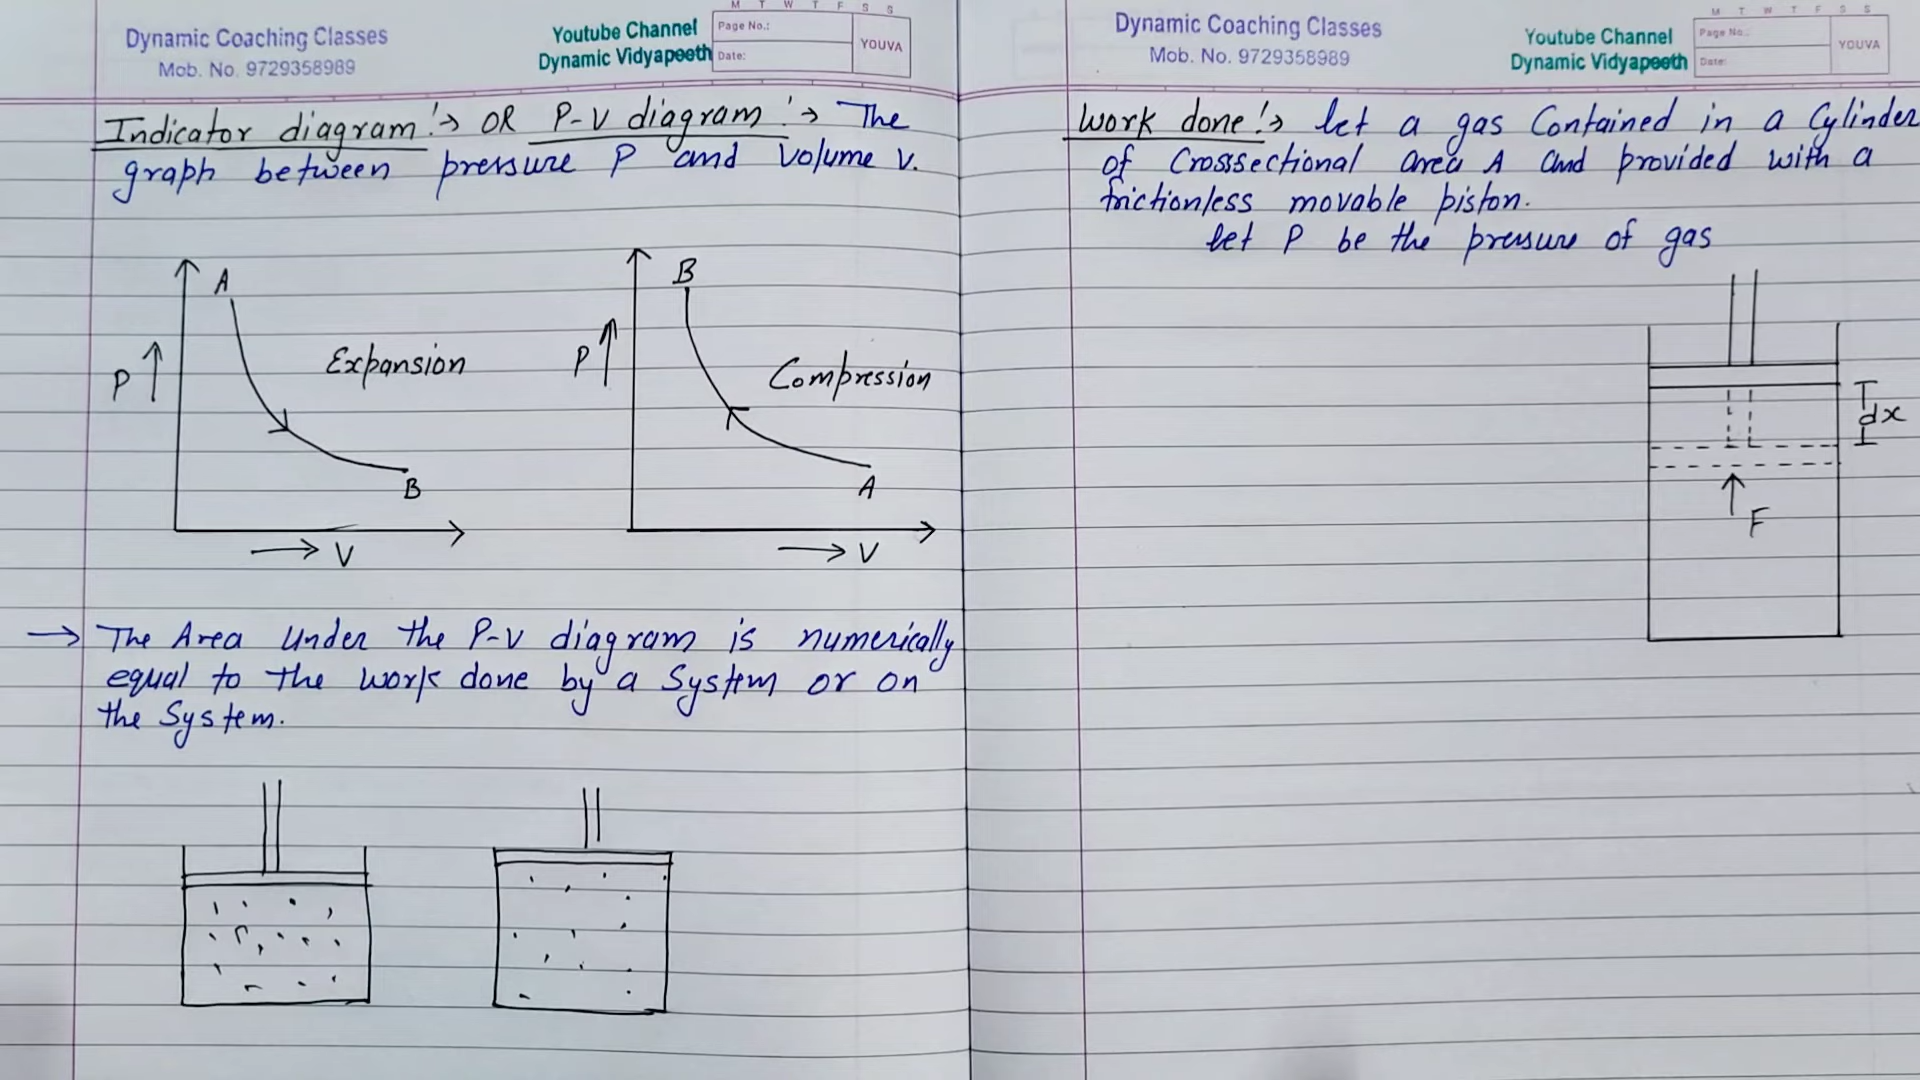 Dynamic Coaching Classes
Mob. No. 9729358989
Youtube Channel
Dynamic Vidyapeeth
M T W T F S S
Page No.:
Date:
YOUVA
Indicator diagram :→ OR P-V diagram :→ The
graph between pressure P and Volume V.
A
P
Expansion
B
V
B
P
Compression
A
V
→ The Area Under the P-V diagram is numerically
equal to the work done by a System or on
the System.
Dynamic Coaching Classes
Mob. No. 9729358989
Youtube Channel
Dynamic Vidyapeeth
M T W T F S S
Page No.:
Date:
YOUVA
Work done :→ let a gas Contained in a Cylinder
of Crosssectional area A and provided with a
frictionless movable piston.
let P be the pressure of gas
dx
F